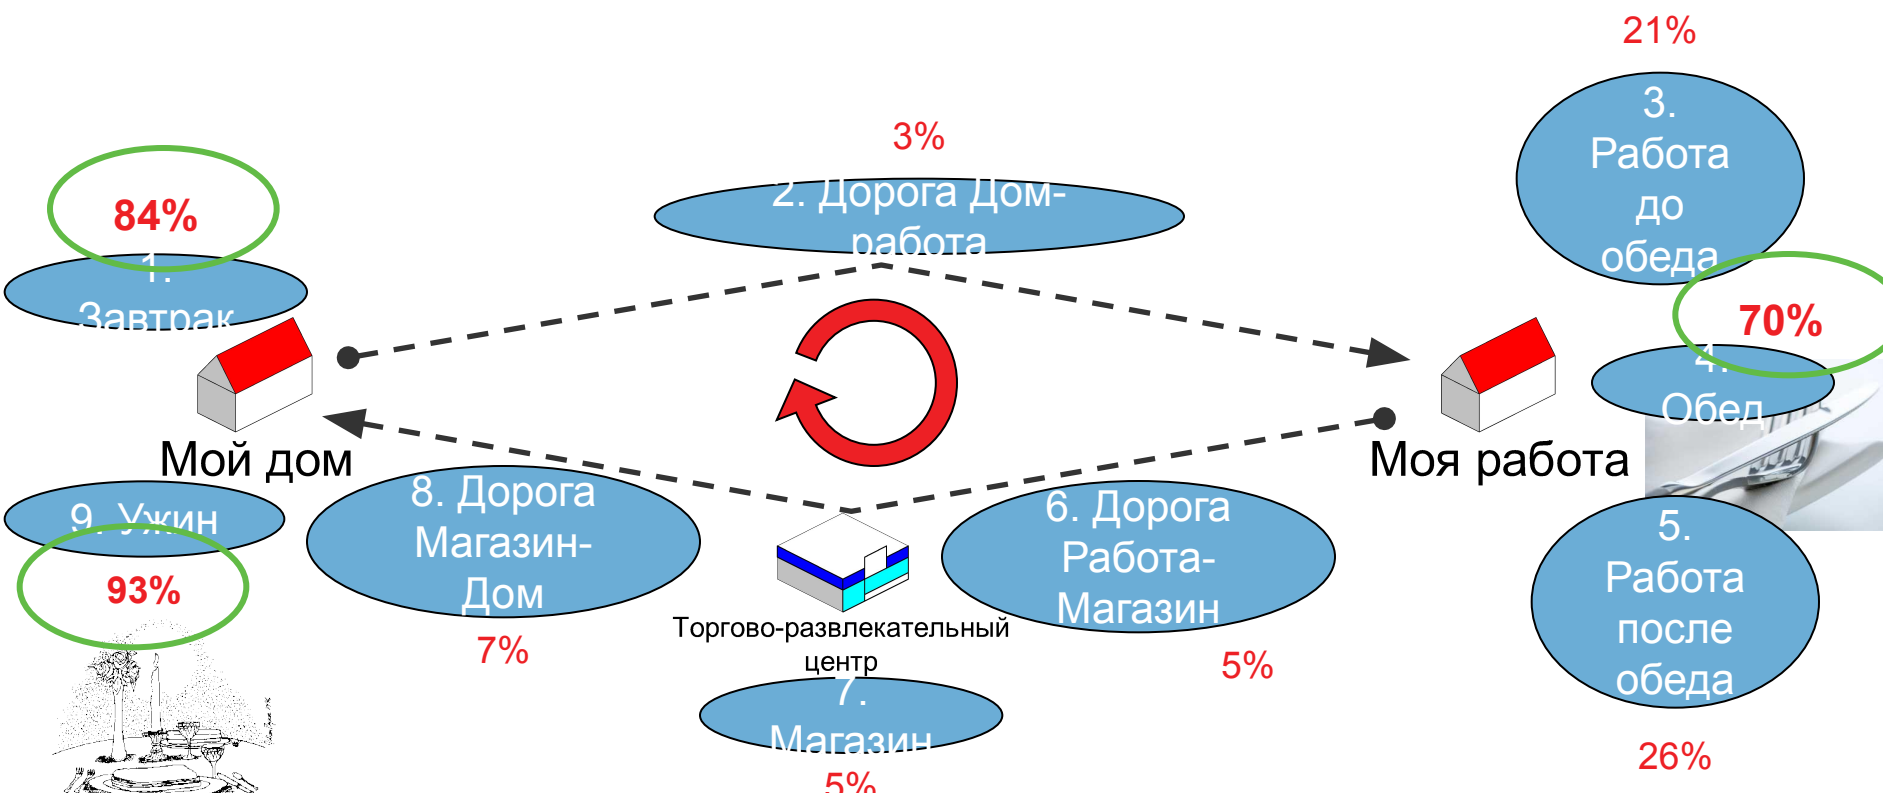 21%
3.
Работа
до
обеда
3%
2. Дорога Дом-
работа
84%
1.
Завтрак
70%
4.
Обед
Мой дом
Моя работа
9. Ужин
93%
8. Дорога
Магазин-
Дом
7%
6. Дорога
Работа-
Магазин
5%
5.
Работа
после
обеда
26%
Торгово-развлекательный
центр
7.
Магазин
5%